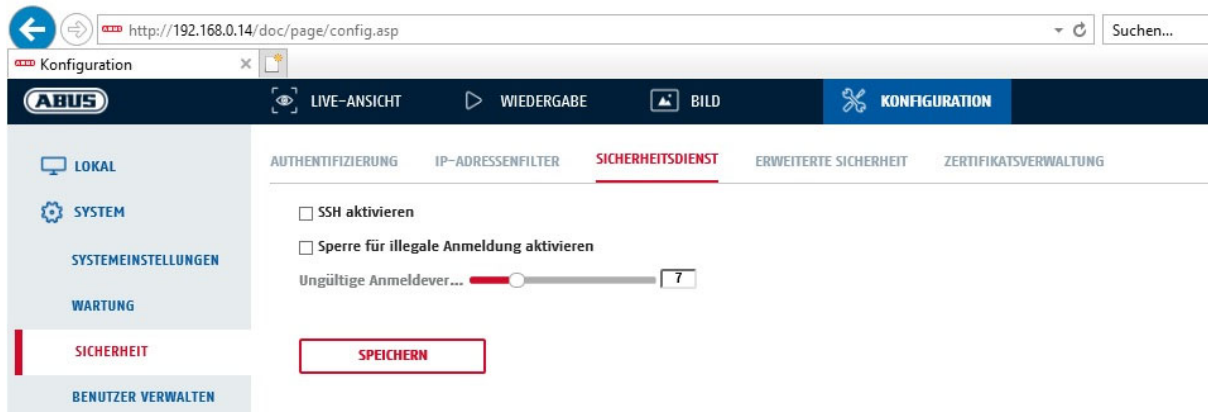 http://192.168.0.14/doc/page/config.asp
Suchen...
Konfiguration
ABUS
LIVE-ANSICHT
WIEDERGABE
BILD
KONFIGURATION
LOKAL
SYSTEM
SYSTEMEINSTELLUNGEN
WARTUNG
SICHERHEIT
BENUTZER VERWALTEN
AUTHENTIFIZIERUNG
IP-ADRESSENFILTER
SICHERHEITSDIENST
ERWEITERTE SICHERHEIT
ZERTIFIKATSVERWALTUNG
SSH aktivieren
Sperre für illegale Anmeldung aktivieren
Ungültige Anmeldever... 7
SPEICHERN